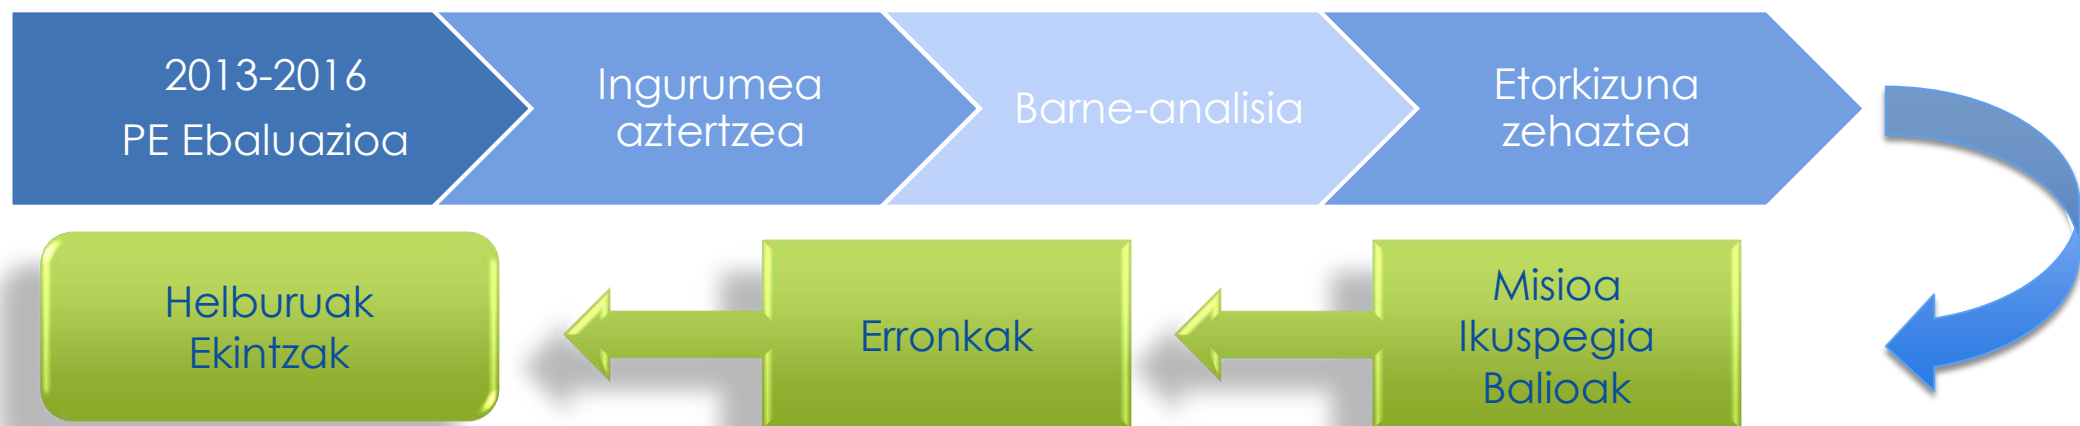 2013-2016
PE Ebaluazioa
Ingurumea
aztertzea
Barne-analisia
Etorkizuna
zehaztea
Misioa
Ikuspegia
Balioak
Erronkak
Helburuak
Ekintzak